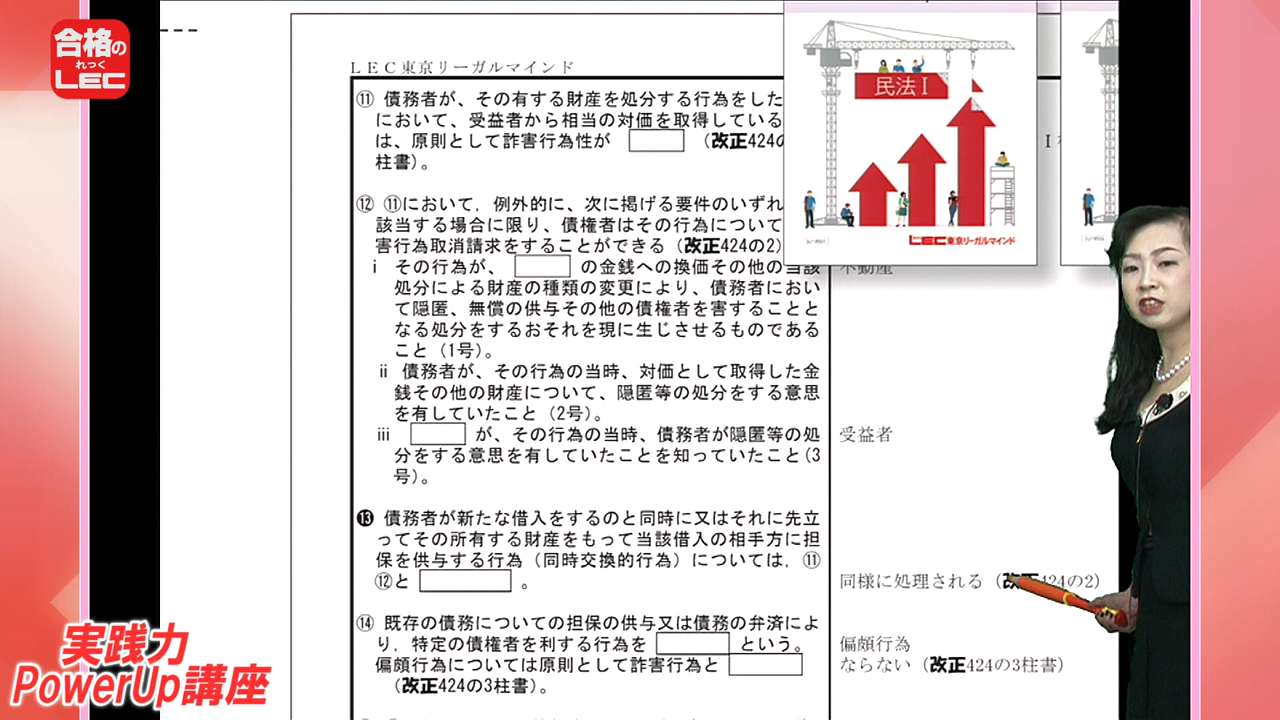 合格の
れっく
LEC
LEC東京リーガルマインド
⑪ 債務者が、その有する財産を処分する行為をした
において、受益者から相当の対価を取得している
は、原則として詐害行為性が （改正424の
柱書）。
⑫ ⑪において、例外的に、次に掲げる要件のいずれ
該当する場合に限り、債権者はその行為について
害行為取消請求をすることができる（改正424の2）
ⅰ その行為が、 の金銭への換価その他の当該
処分による財産の種類の変更により、債務者におい
て隠匿、無償の供与その他の債権者を害することと
なる処分をするおそれを現に生じさせるものである
こと（1号）。
ⅱ 債務者が、その行為の当時、対価として取得した金
銭その他の財産について、隠匿等の処分をする意思
を有していたこと（2号）。
ⅲ が、その行為の当時、債務者が隠匿等の処
分をする意思を有していたことを知っていたこと（3
号）。
⓭ 債務者が新たな借入をするのと同時に又はそれに先立
ってその所有する財産をもって当該借入の相手方に担
保を供与する行為（同時交換的行為）については、⑪
⑫と 。
⑭ 既存の債務についての担保の供与又は債務の弁済によ
り、特定の債権者を利する行為を という。
偏頗行為については原則として詐害行為と
（改正424の3柱書）。
不動産
受益者
同様に処理される（改正424の2）
偏頗行為
ならない（改正424の3柱書）
民法Ⅰ
LEC東京リーガルマインド
実践力
PowerUp講座